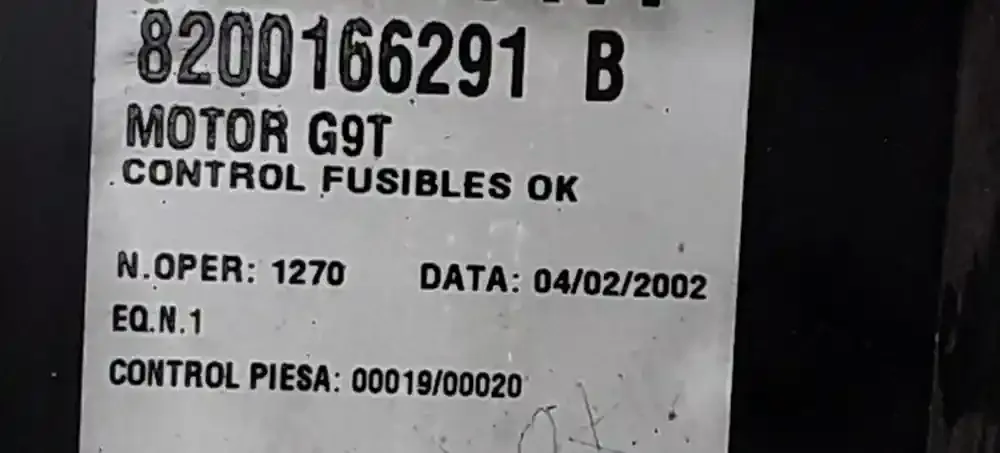 8200166291 B
MOTOR G9T
CONTROL FUSIBLES OK
N.OPER: 1270 DATA: 04/02/2002
EQ.N.1
CONTROL PIESA: 00019/00020